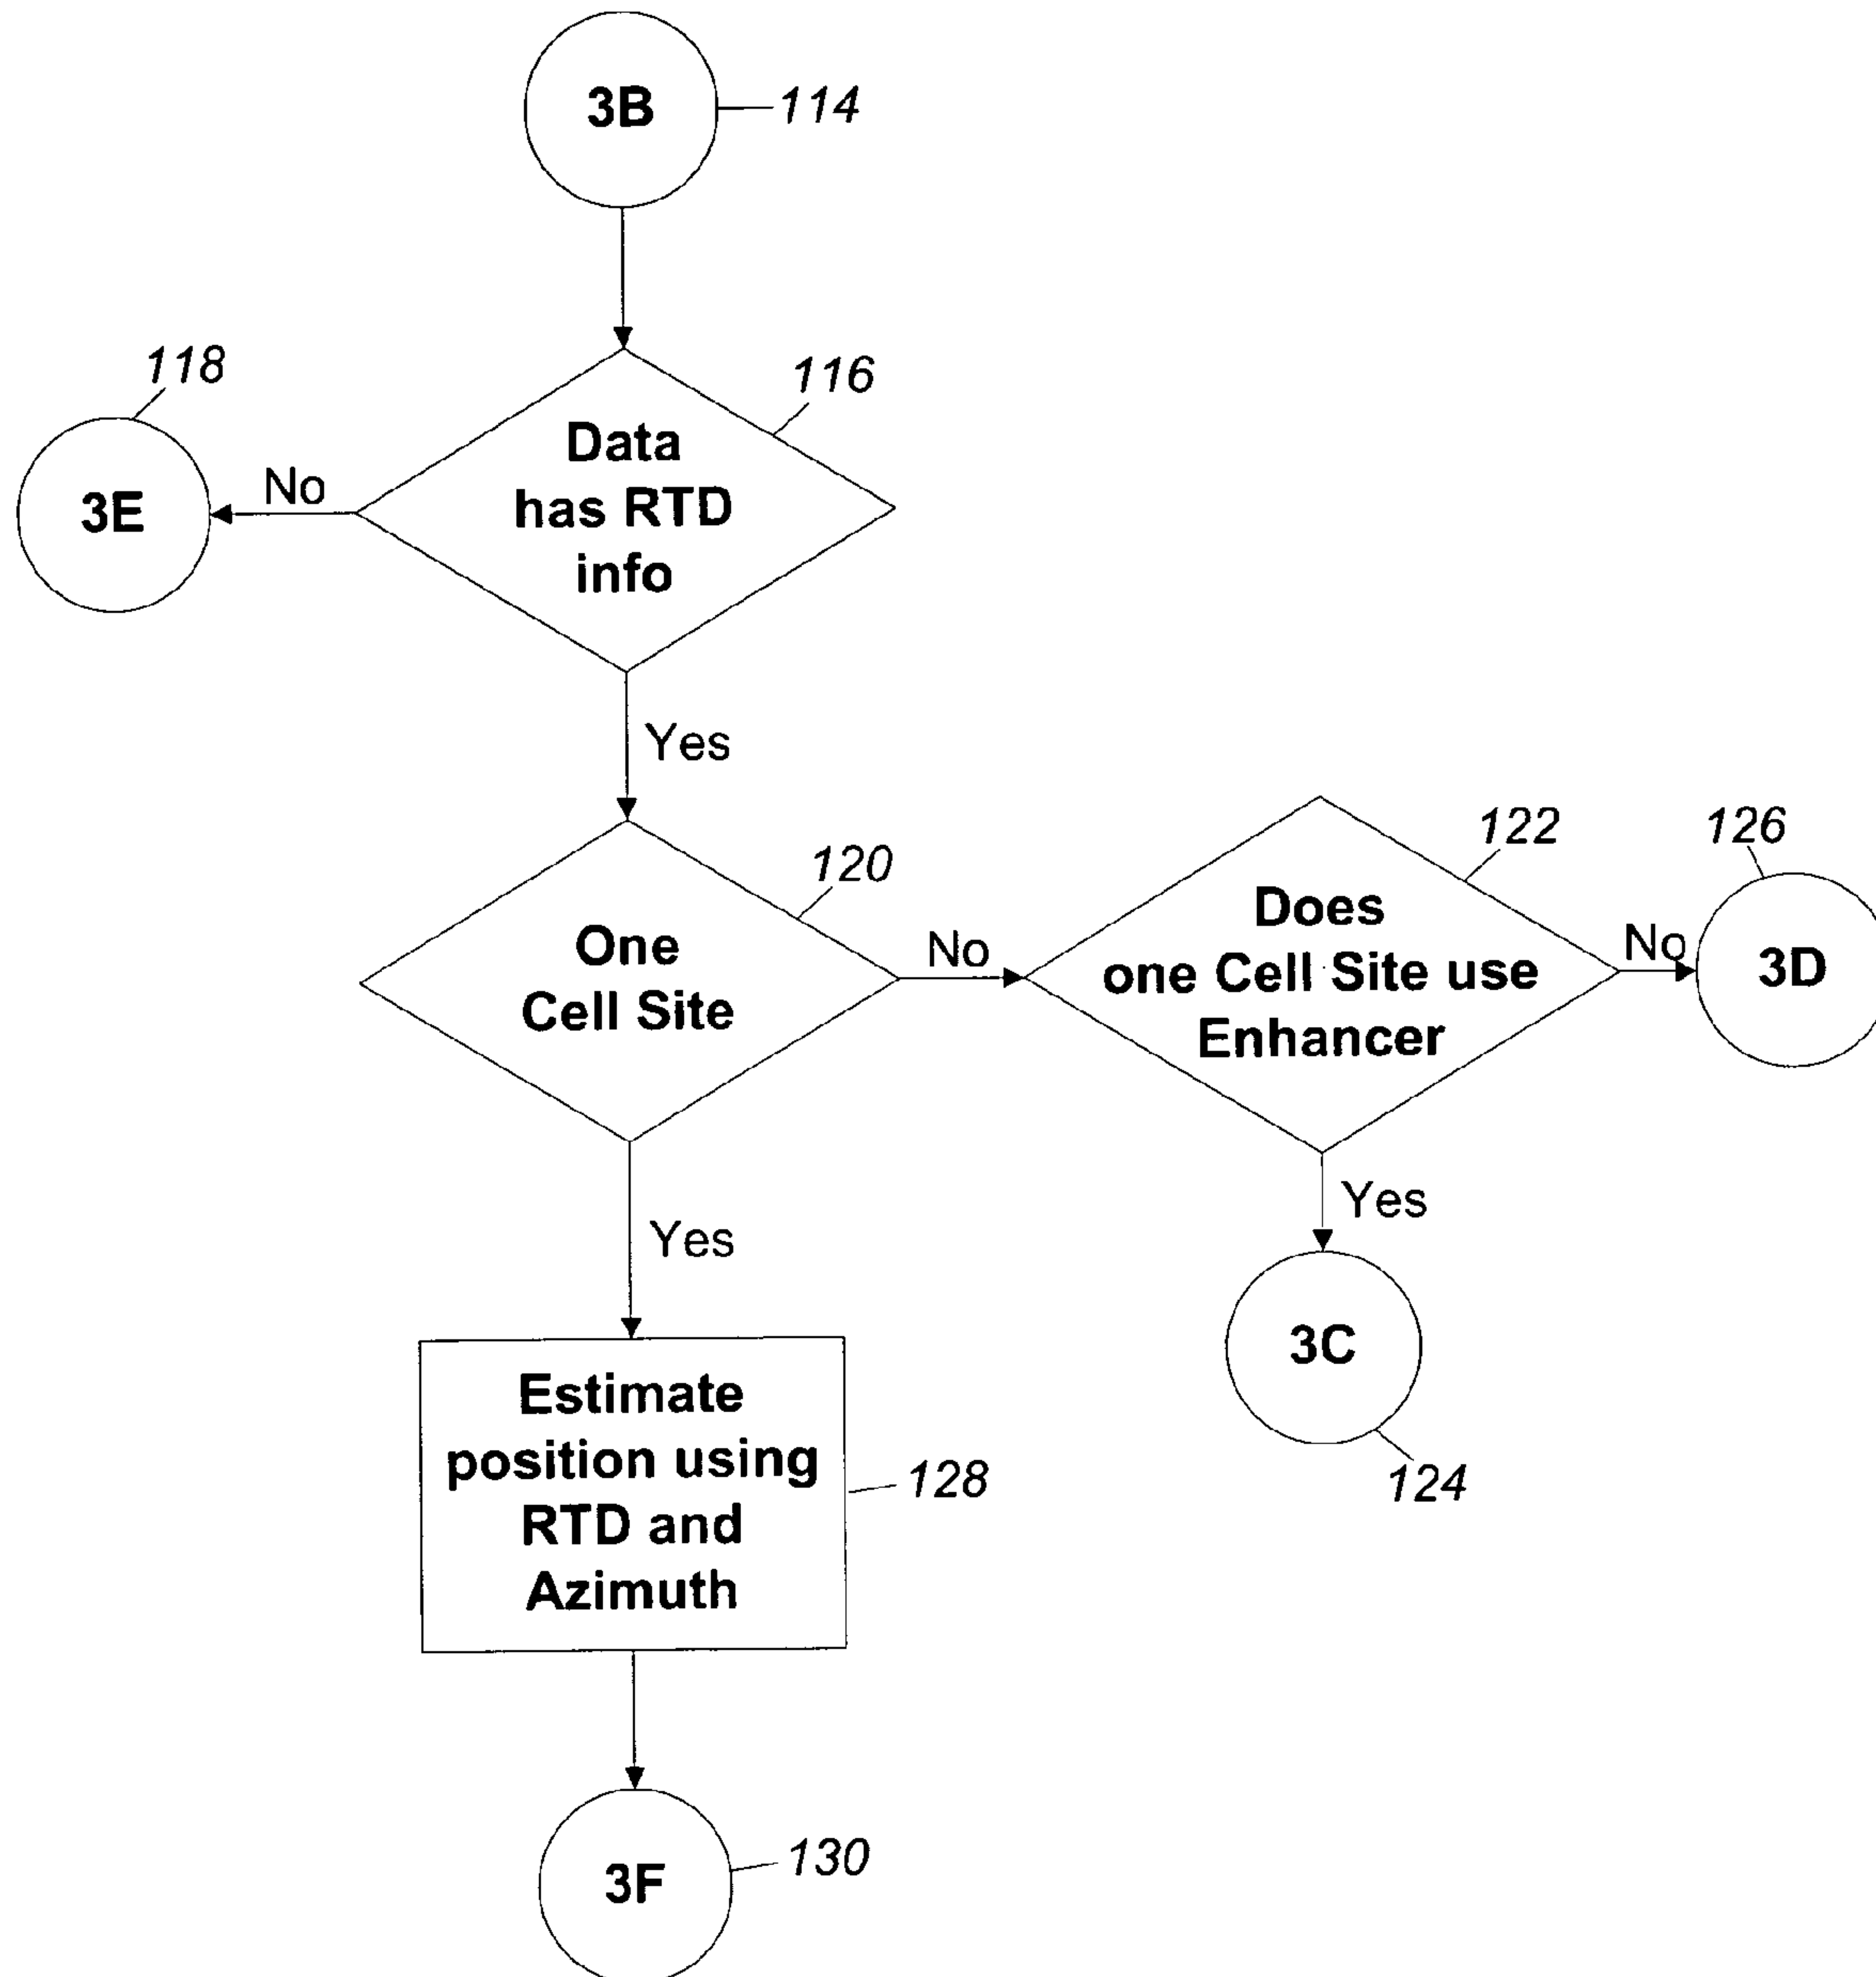 3B
114
118
116
Data
has RTD
info
No
3E
Yes
120
One
Cell Site
No
122
126
Does
one Cell Site use
Enhancer
No
3D
Yes
Yes
3C
124
Estimate
position using
RTD and
Azimuth
128
3F
130